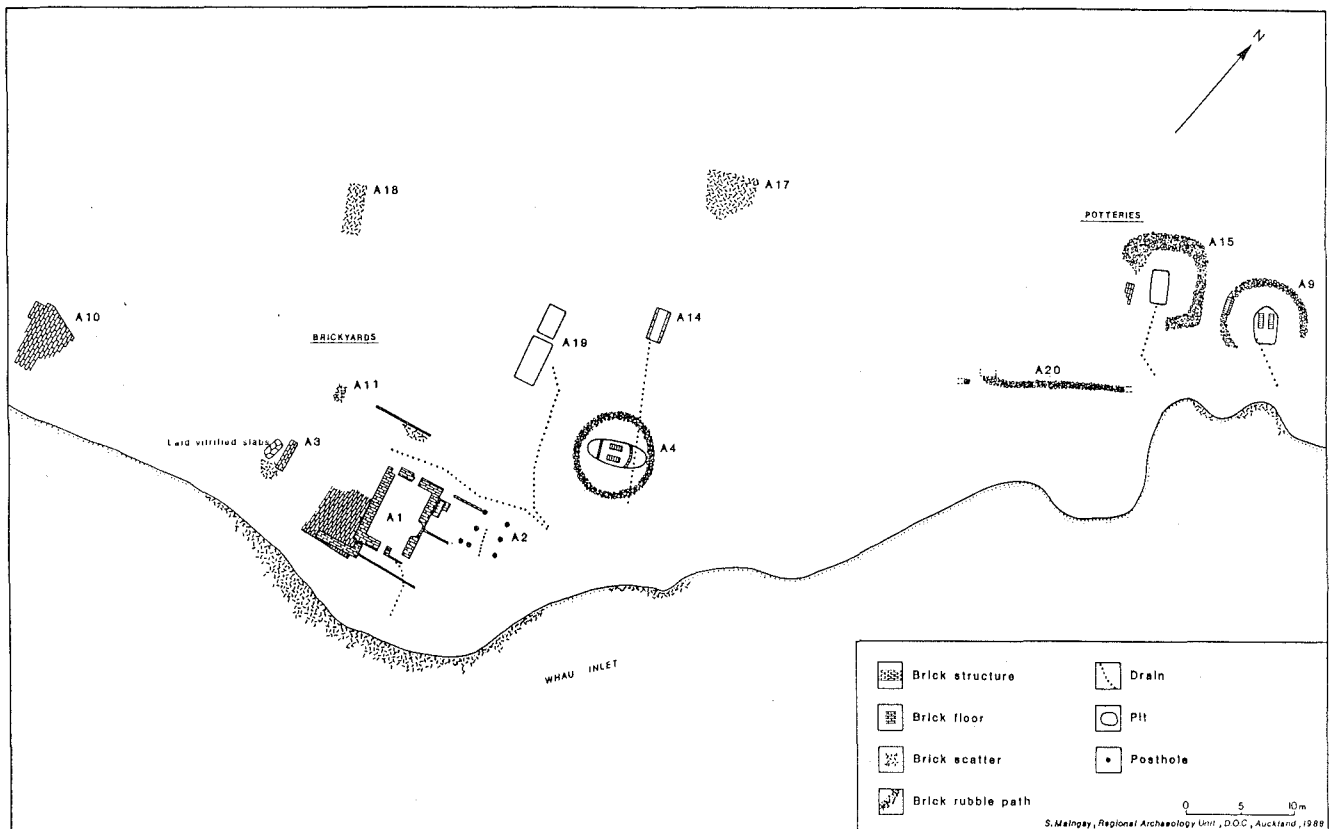 N
A18
A17
POTTERIES
A15
A9
A10
BRICKYARDS
A19
A14
A20
A11
Laid vitrified slabs
A3
A4
A1
A2
WHAU INLET
Brick structure
Drain
Brick floor
Pit
Brick scatter
Posthole
Brick rubble path
0 5 10m
S. Maingay, Regional Archaeology Unit, D.O.C, Auckland, 1988